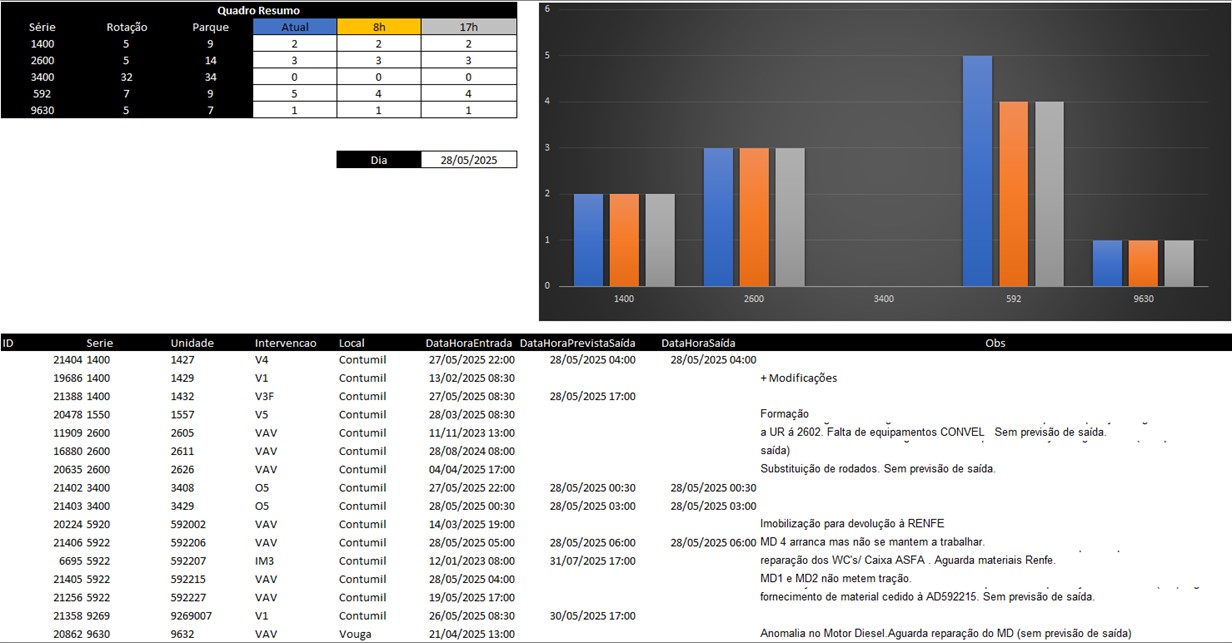 Quadro Resumo
Série Rotação Parque Atual 8h 17h
1400 5 9 2 2 2
2600 5 14 3 3 3
3400 32 34 0 0 0
592 7 9 5 4 4
9630 5 7 1 1 1
Dia 28/05/2025
6
5
4
3
2
1
0
1400 2600 3400 592 9630
ID Serie Unidade Intervencao Local DataHoraEntrada DataHoraPrevistaSaída DataHoraSaída Obs
21404 1400 1427 V4 Contumil 27/05/2025 22:00 28/05/2025 04:00 28/05/2025 04:00
19686 1400 1429 V1 Contumil 13/02/2025 08:30 + Modificações
21388 1400 1432 V3F Contumil 27/05/2025 08:30 28/05/2025 17:00
20478 1550 1557 V5 Contumil 28/03/2025 08:30 Formação
11909 2600 2605 VAV Contumil 11/11/2023 13:00 a UR á 2602. Falta de equipamentos CONVEL Sem previsão de saída.
16880 2600 2611 VAV Contumil 28/08/2024 08:00 saída)
20635 2600 2626 VAV Contumil 04/04/2025 17:00 Substituição de rodados. Sem previsão de saída.
21402 3400 3408 O5 Contumil 27/05/2025 22:00 28/05/2025 00:30 28/05/2025 00:30
21403 3400 3429 O5 Contumil 28/05/2025 00:30 28/05/2025 03:00 28/05/2025 03:00
20224 5920 592002 VAV Contumil 14/03/2025 19:00 Imobilização para devolução á RENFE
21406 5922 592206 VAV Contumil 28/05/2025 05:00 28/05/2025 06:00 28/05/2025 06:00 MD 4 arranca mas não se mantem a trabalhar.
6695 5922 592207 IM3 Contumil 12/01/2023 08:00 31/07/2025 17:00 reparação dos WC's/ Caixa ASFA . Aguarda materiais Renfe.
21405 5922 592215 VAV Contumil 28/05/2025 04:00 MD1 e MD2 não metem tração.
21256 5922 592227 VAV Contumil 19/05/2025 17:00 fornecimento de material cedido à AD592215. Sem previsão de saída.
21358 9269 9269007 V1 Contumil 26/05/2025 08:30 30/05/2025 17:00
20862 9630 9632 VAV Vouga 21/04/2025 13:00 Anomalia no Motor Diesel.Aguarda reparação do MD (sem previsão de saída)